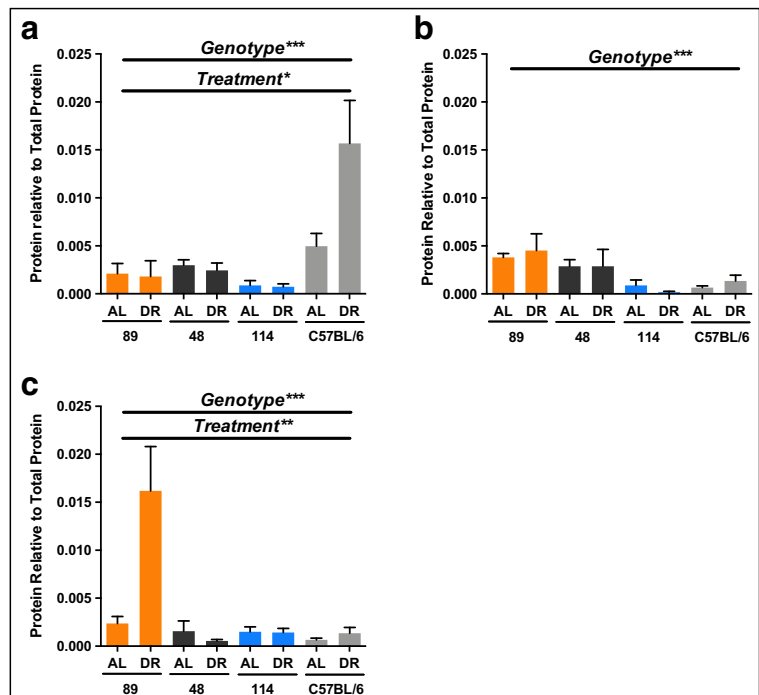 a
Genotype***
Treatment*
Protein relative to Total Protein
0.025
0.020
0.015
0.010
0.005
0.000
AL DR AL DR AL DR AL DR
89 48 114 C57BL/6
b
Genotype***
Protein Relative to Total Protein
0.025
0.020
0.015
0.010
0.005
0.000
AL DR AL DR AL DR AL DR
89 48 114 C57BL/6
c
Genotype***
Treatment**
Protein Relative to Total Protein
0.025
0.020
0.015
0.010
0.005
0.000
AL DR AL DR AL DR AL DR
89 48 114 C57BL/6